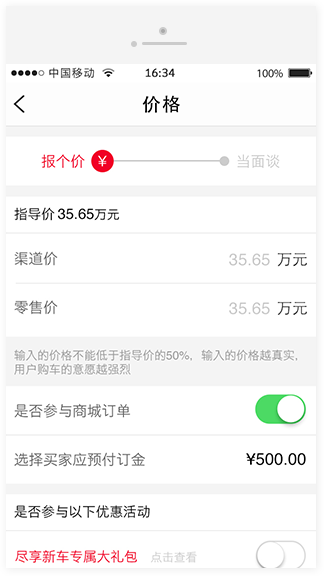 中国移动 16:34 100%
价格
报个价 ¥ 当面谈
指导价 35.65万元
渠道价 35.65 万元
零售价 35.65 万元
输入的价格不能低于指导价的50%，输入的价格越真实，
用户购车的意愿越强烈
是否参与商城订单
选择买家应预付订金 ¥500.00
是否参与以下优惠活动
尽享新车专属大礼包 点击查看